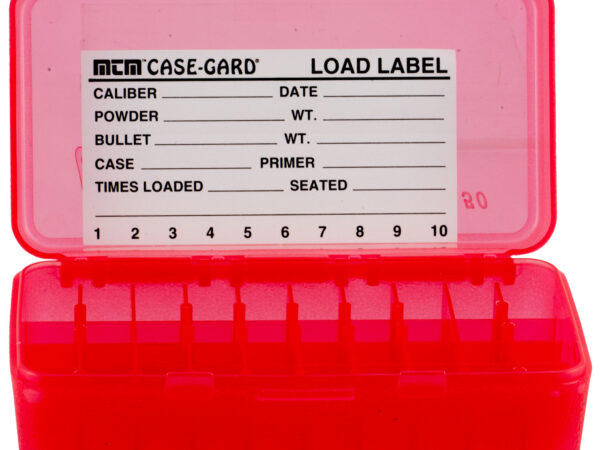 MTM™ CASE-GARD® LOAD LABEL
CALIBER DATE
POWDER WT.
BULLET WT.
CASE PRIMER
TIMES LOADED SEATED
1 2 3 4 5 6 7 8 9 10
50